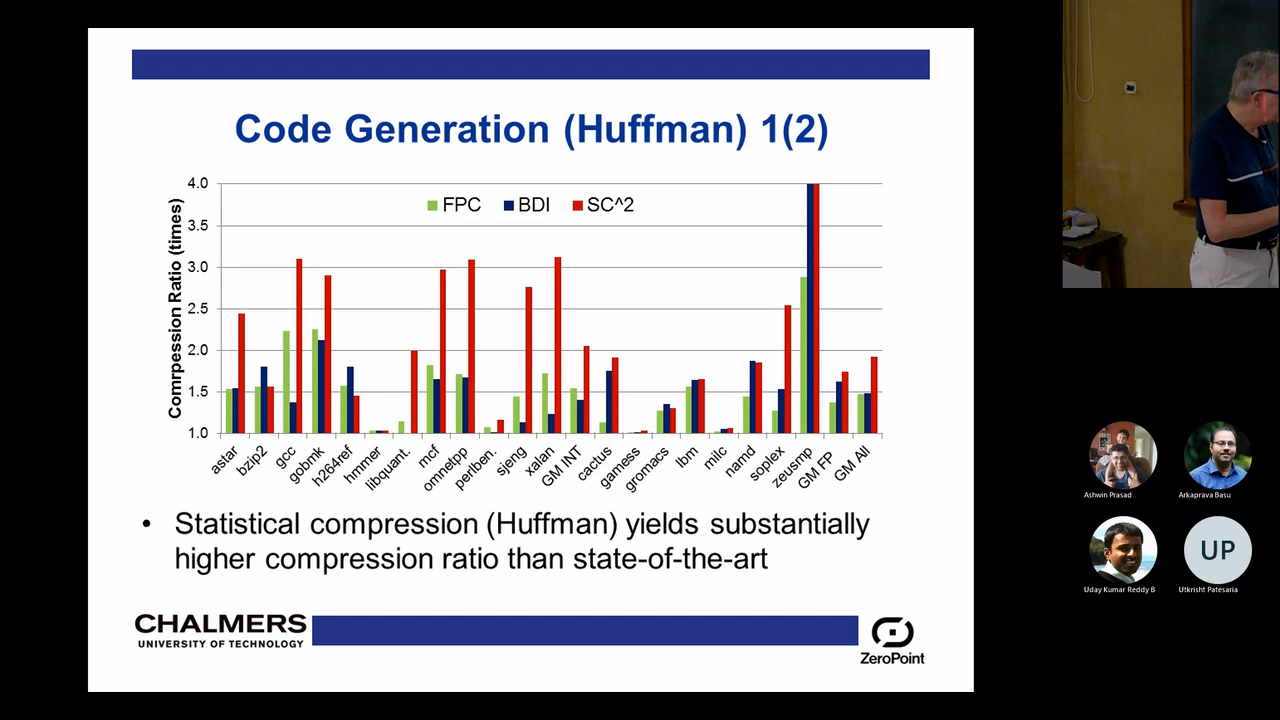 Code Generation (Huffman) 1(2)
Comrpession Ratio (times)
4.0
3.5
3.0
2.5
2.0
1.5
1.0
FPC BDI SC^2
astar
bzip2
gcc
gobmk
h264ref
hmmer
libquant.
mcf
omnetpp
perlben.
sjeng
xalan
GM INT
cactus
gamess
gromacs
lbm
milc
namd
soplex
zeusmp
GM FP
GM All
• Statistical compression (Huffman) yields substantially
higher compression ratio than state-of-the-art
CHALMERS
UNIVERSITY OF TECHNOLOGY
ZeroPoint
Ashwin Prasad
Arkaprava Basu
UP
Uday Kumar Reddy B
Utkrisht Patesaria